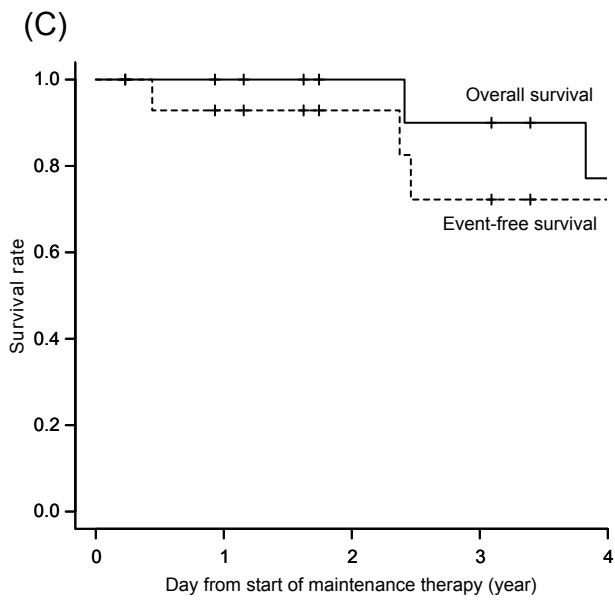 (C)
1.0
0.8
0.6
0.4
0.2
0.0
Survival rate
Overall survival
Event-free survival
0 1 2 3 4
Day from start of maintenance therapy (year)